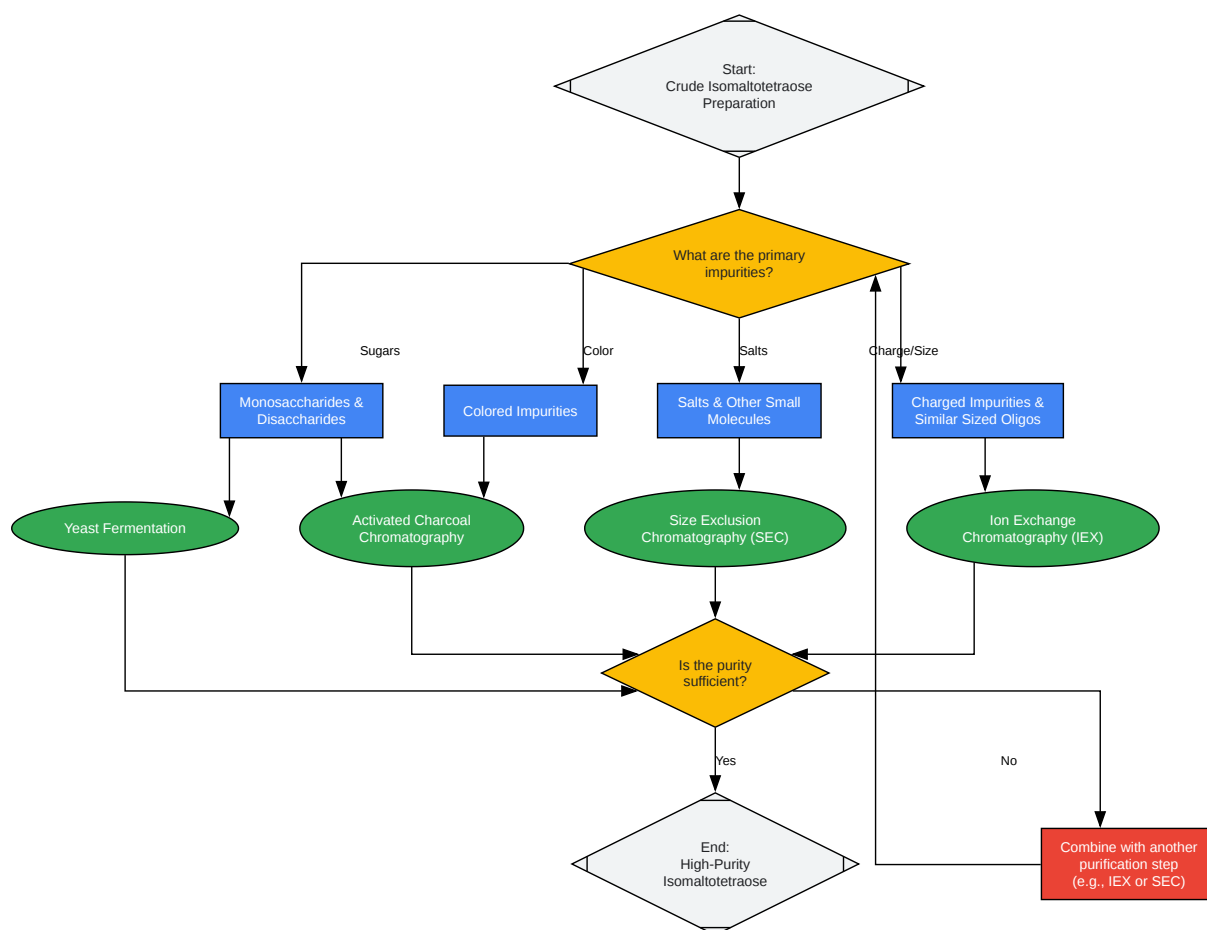 Start:
Crude Isomaltotetraose
Preparation
What are the primary
impurities?
Sugars
Color
Salts
Charge/Size
Monosaccharides &
Disaccharides
Colored Impurities
Salts & Other Small
Molecules
Charged Impurities &
Similar Sized Oligos
Yeast Fermentation
Activated Charcoal
Chromatography
Size Exclusion
Chromatography (SEC)
Ion Exchange
Chromatography (IEX)
Is the purity
sufficient?
Yes
No
End:
High-Purity
Isomaltotetraose
Combine with another
purification step
(e.g., IEX or SEC)